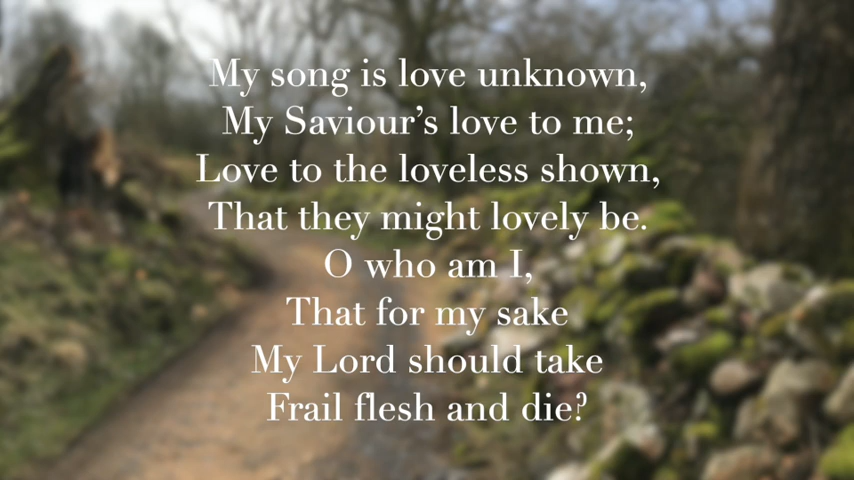 My song is love unknown,
My Saviour’s love to me;
Love to the loveless shown,
That they might lovely be.
O who am I,
That for my sake
My Lord should take
Frail flesh and die?